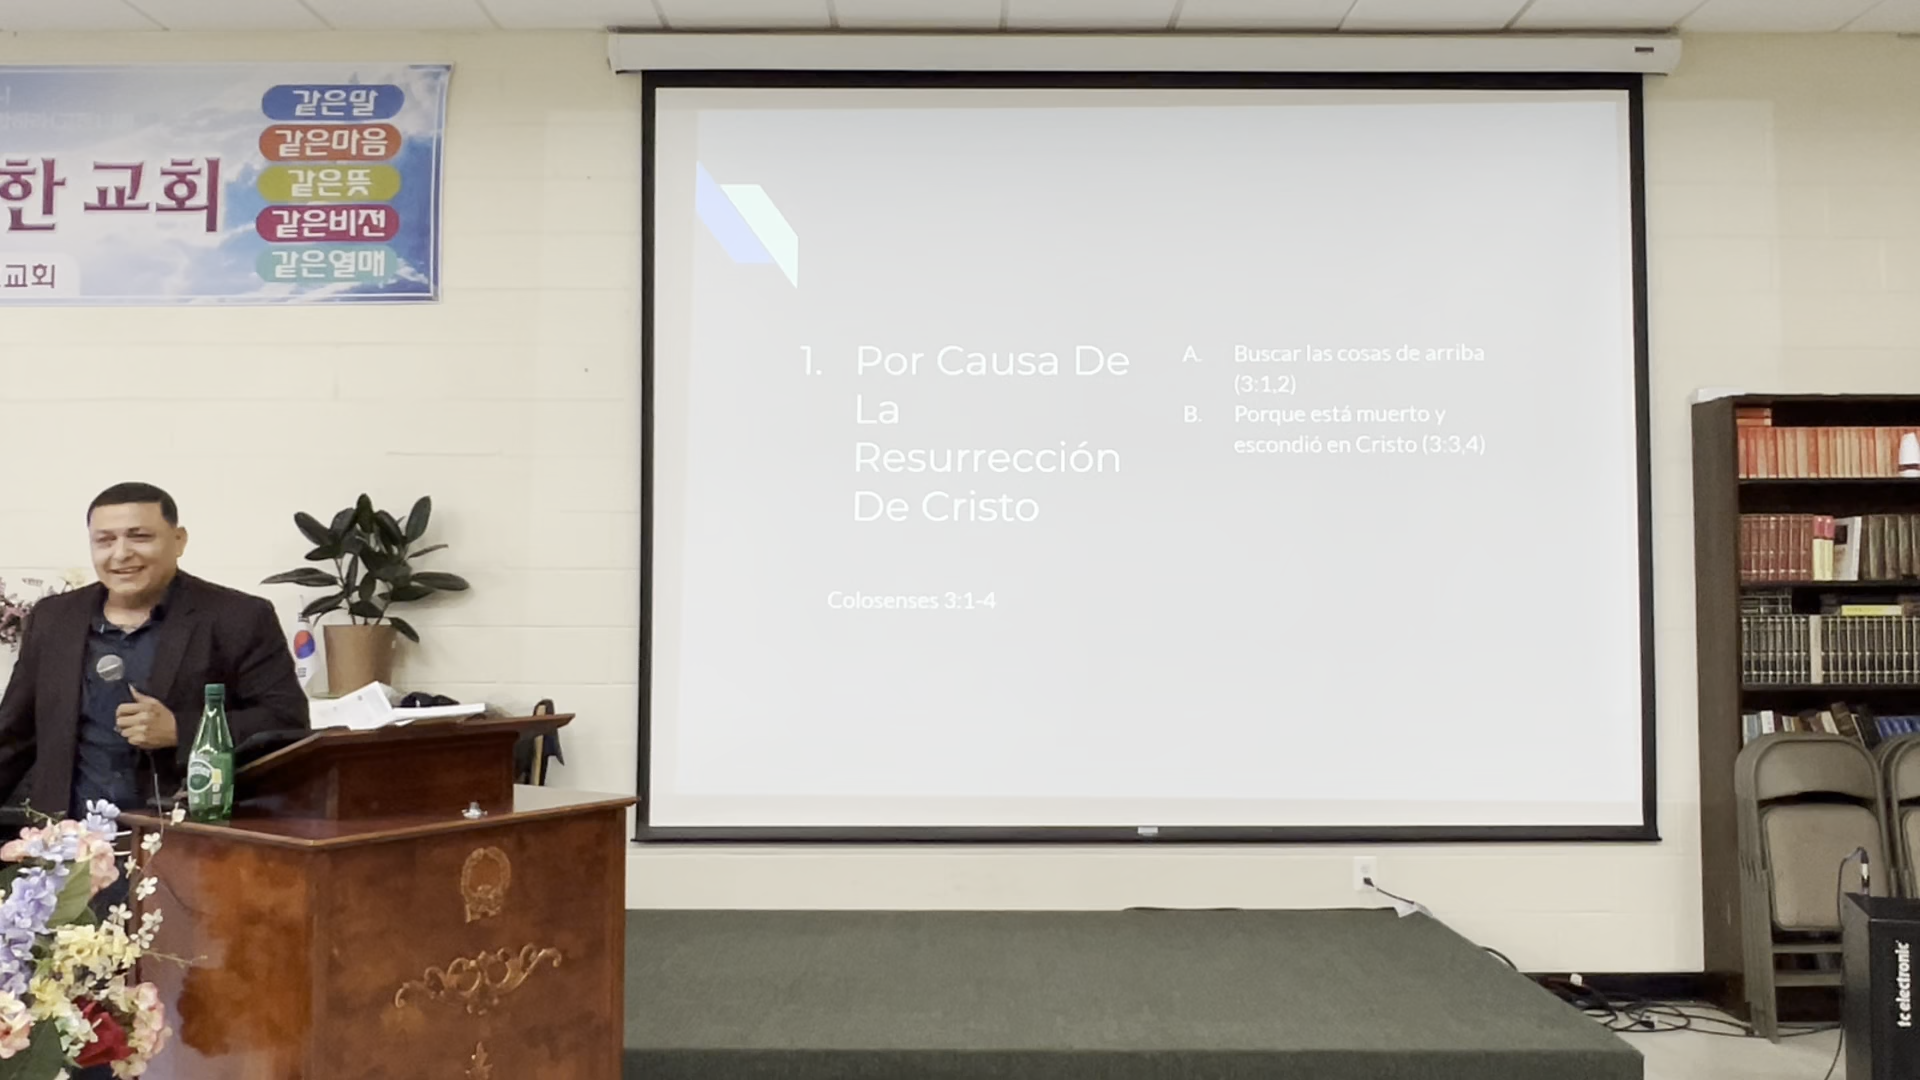 같은말
같은마음
같은뜻
같은비전
같은열매
한 교회
교회
1. Por Causa De
La
Resurrección
De Cristo
Colosenses 3:1-4
A. Buscar las cosas de arriba
(3:1,2)
B. Porque está muerto y
escondió en Cristo (3:3,4)
tc electronic